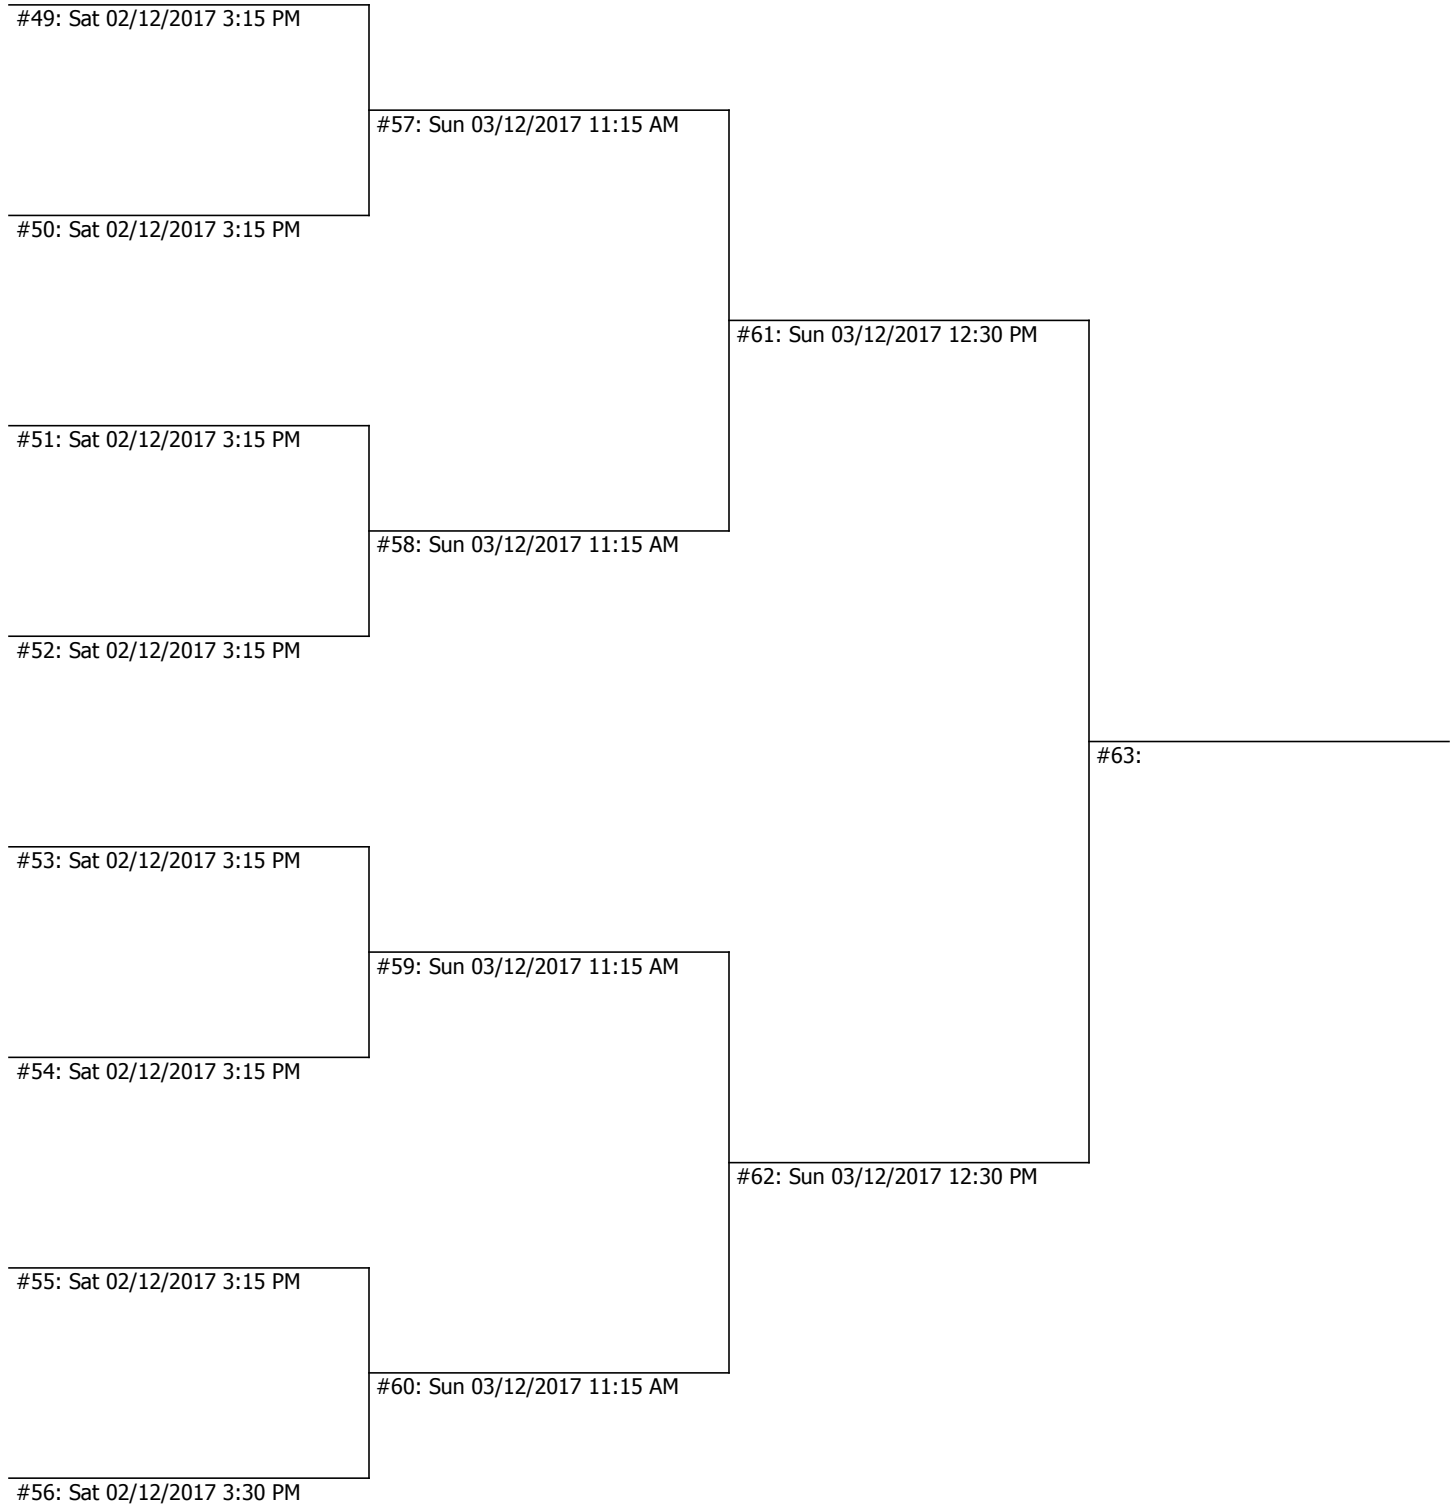 #49: Sat 02/12/2017 3:15 PM
#57: Sun 03/12/2017 11:15 AM
#50: Sat 02/12/2017 3:15 PM
#61: Sun 03/12/2017 12:30 PM
#51: Sat 02/12/2017 3:15 PM
#58: Sun 03/12/2017 11:15 AM
#52: Sat 02/12/2017 3:15 PM
#63:
#53: Sat 02/12/2017 3:15 PM
#59: Sun 03/12/2017 11:15 AM
#54: Sat 02/12/2017 3:15 PM
#62: Sun 03/12/2017 12:30 PM
#55: Sat 02/12/2017 3:15 PM
#60: Sun 03/12/2017 11:15 AM
#56: Sat 02/12/2017 3:30 PM